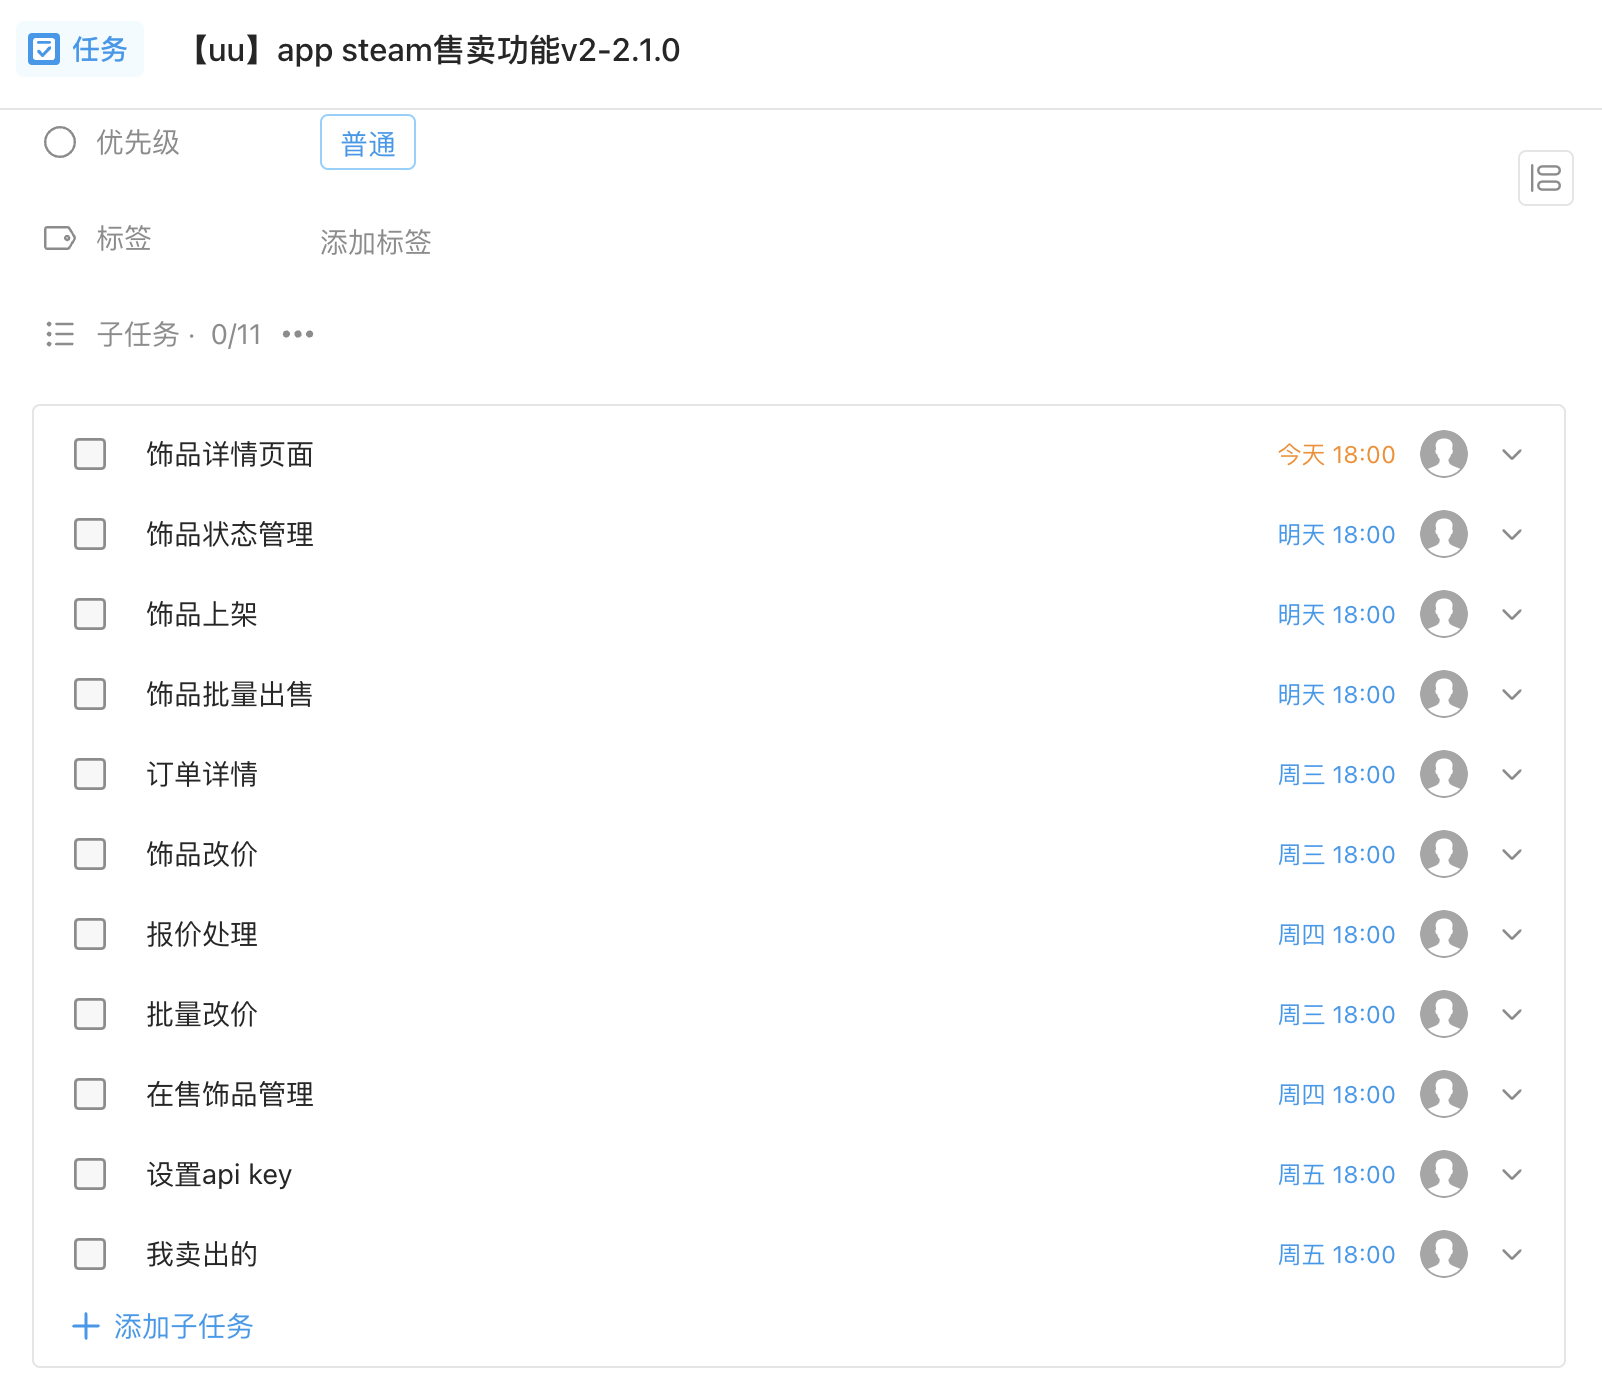 任务 【uu】app steam售卖功能v2-2.1.0
优先级 普通
标签 添加标签
子任务 · 0/11 •••
饰品详情页面 今天 18:00
饰品状态管理 明天 18:00
饰品上架 明天 18:00
饰品批量出售 明天 18:00
订单详情 周三 18:00
饰品改价 周三 18:00
报价处理 周四 18:00
批量改价 周三 18:00
在售饰品管理 周四 18:00
设置api key 周五 18:00
我卖出的 周五 18:00
添加子任务